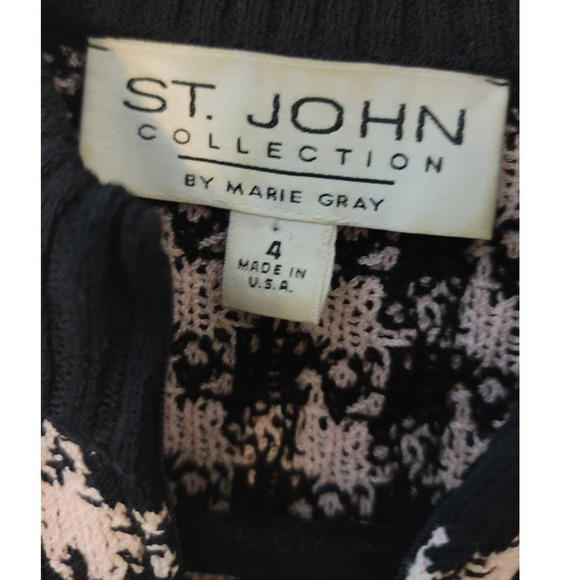 ST. JOHN
COLLECTION
BY MARIE GRAY
4
MADE IN
U.S.A.